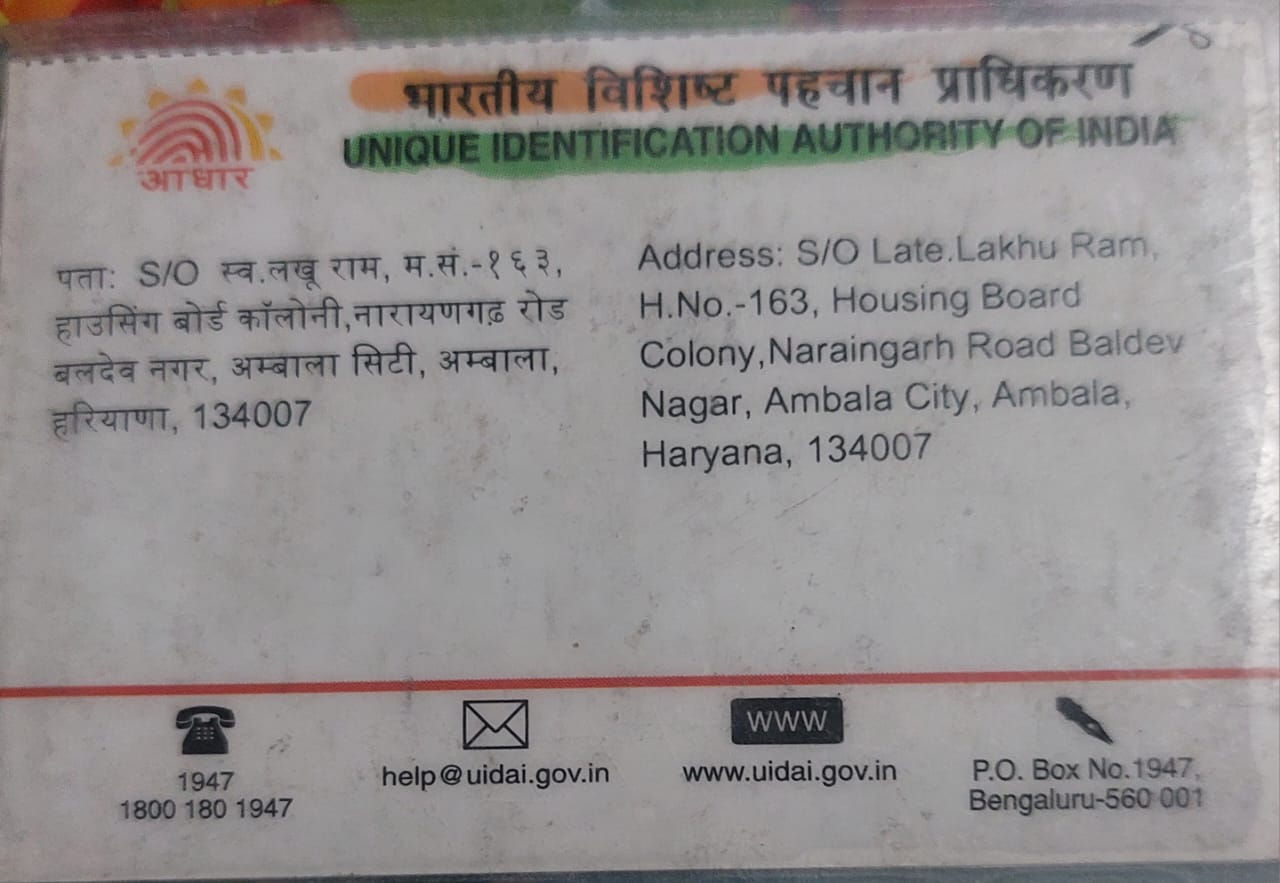 भारतीय विशिष्ट पहचान प्राधिकरण
UNIQUE IDENTIFICATION AUTHORITY OF INDIA
आधार
पता: S/O स्व.लखू राम, म.सं.-१६३,
हाउसिंग बोर्ड कॉलोनी,नारायणगढ़ रोड
बलदेव नगर, अम्बाला सिटी, अम्बाला,
हरियाणा, 134007
Address: S/O Late.Lakhu Ram,
H.No.-163, Housing Board
Colony,Naraingarh Road Baldev
Nagar, Ambala City, Ambala,
Haryana, 134007
1947
1800 180 1947
help@uidai.gov.in
www
www.uidai.gov.in
P.O. Box No.1947,
Bengaluru-560 001